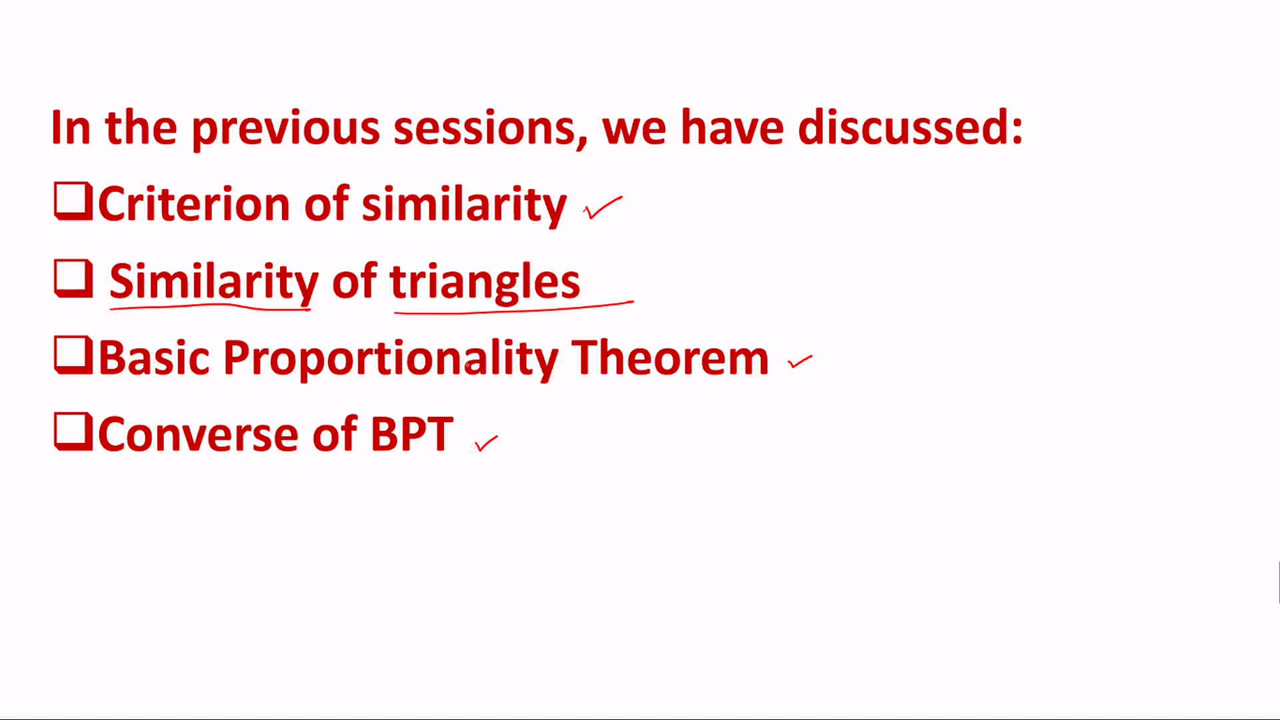 In the previous sessions, we have discussed:
❑Criterion of similarity ✓
❑ Similarity of triangles
❑Basic Proportionality Theorem ✓
❑Converse of BPT ✓